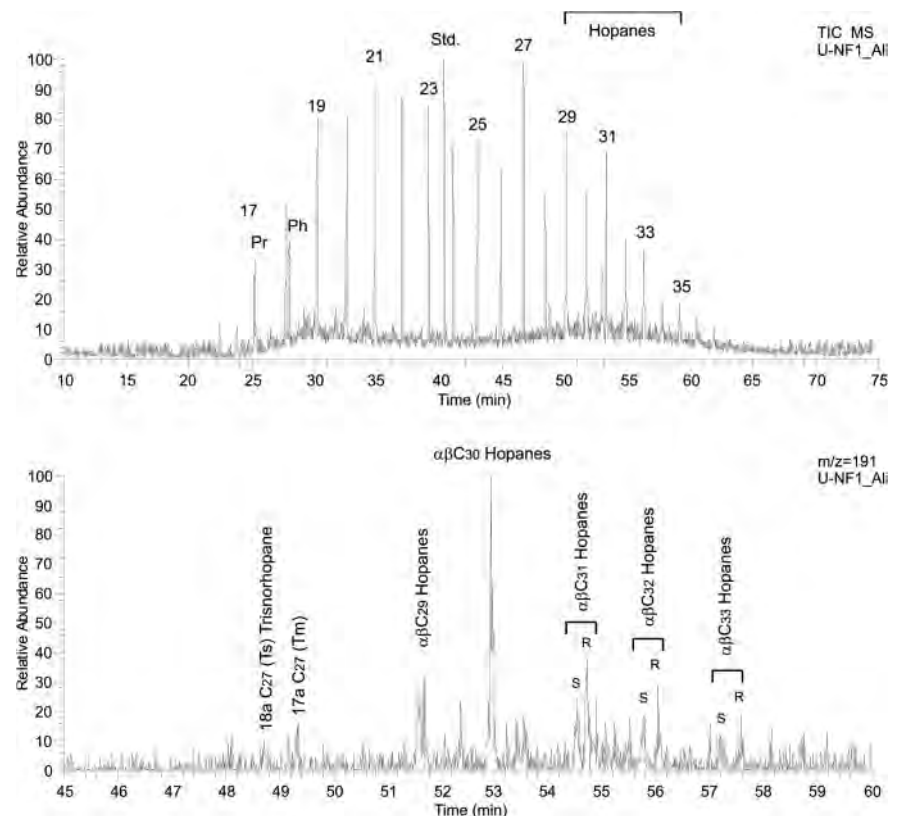 Hopanes
TIC MS
U-NF1_Ali
Std.
27
21
23
19
29
31
25
17
Ph
Pr
33
35
100
90
80
70
60
50
40
30
20
10
0
Relative Abundance
10 15 20 25 30 35 40 45 50 55 60 65 70 75
Time (min)
αβC30 Hopanes
m/z=191
U-NF1_Ali
18a C27 (Ts) Trisnorhopane
17a C27 (Tm)
αβC29 Hopanes
αβC31 Hopanes
S R
αβC32 Hopanes
S R
αβC33 Hopanes
S R
100
90
80
70
60
50
40
30
20
10
0
Relative Abundance
45 46 47 48 49 50 51 52 53 54 55 56 57 58 59 60
Time (min)